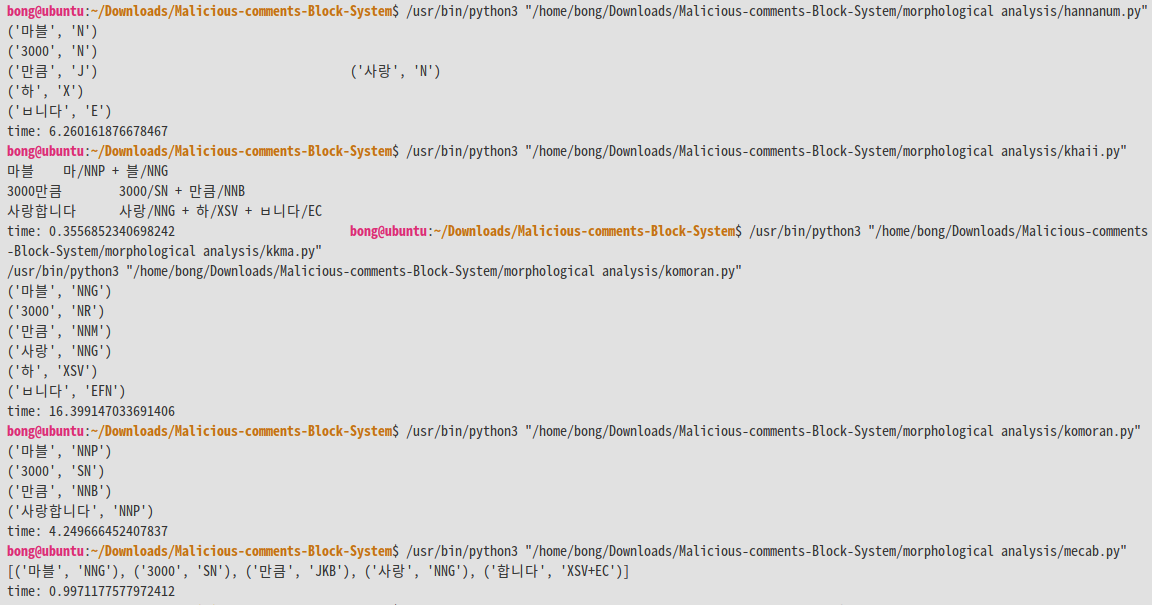 bong@ubuntu:~/Downloads/Malicious-comments-Block-System$ /usr/bin/python3 "/home/bong/Downloads/Malicious-comments-Block-System/morphological analysis/hannanum.py"
('마블', 'N')
('3000', 'N')
('만큼', 'J') ('사랑', 'N')
('하', 'X')
('ㅂ니다', 'E')
time: 6.260161876678467
bong@ubuntu:~/Downloads/Malicious-comments-Block-System$ /usr/bin/python3 "/home/bong/Downloads/Malicious-comments-Block-System/morphological analysis/khaii.py"
마블 마/NNP + 블/NNG
3000만큼 3000/SN + 만큼/NNB
사랑합니다 사랑/NNG + 하/XSV + ㅂ니다/EC
time: 0.3556852340698242 bong@ubuntu:~/Downloads/Malicious-comments-Block-System$ /usr/bin/python3 "/home/bong/Downloads/Malicious-comments
-Block-System/morphological analysis/kkma.py"
/usr/bin/python3 "/home/bong/Downloads/Malicious-comments-Block-System/morphological analysis/komoran.py"
('마블', 'NNG')
('3000', 'NR')
('만큼', 'NNM')
('사랑', 'NNG')
('하', 'XSV')
('ㅂ니다', 'EFN')
time: 16.399147033691406
bong@ubuntu:~/Downloads/Malicious-comments-Block-System$ /usr/bin/python3 "/home/bong/Downloads/Malicious-comments-Block-System/morphological analysis/komoran.py"
('마블', 'NNP')
('3000', 'SN')
('만큼', 'NNB')
('사랑합니다', 'NNP')
time: 4.249666452407837
bong@ubuntu:~/Downloads/Malicious-comments-Block-System$ /usr/bin/python3 "/home/bong/Downloads/Malicious-comments-Block-System/morphological analysis/mecab.py"
[('마블', 'NNG'), ('3000', 'SN'), ('만큼', 'JKB'), ('사랑', 'NNG'), ('합니다', 'XSV+EC')]
time: 0.9971177577972412